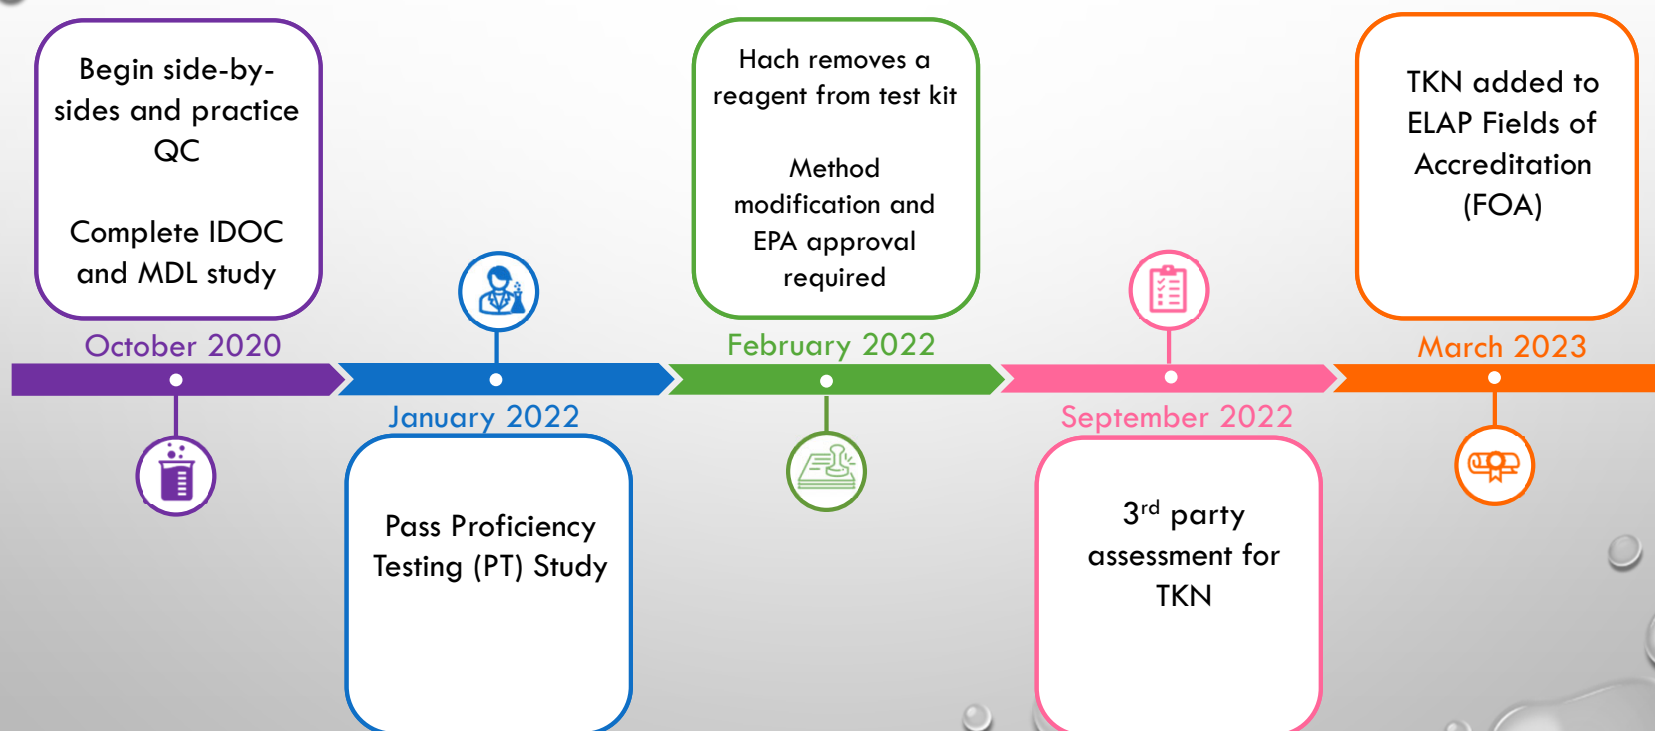 Begin side-by-
sides and practice
QC
Complete IDOC
and MDL study
October 2020
January 2022
Pass Proficiency
Testing (PT) Study
Hach removes a
reagent from test kit
Method
modification and
EPA approval
required
February 2022
September 2022
3rd party
assessment for
TKN
TKN added to
ELAP Fields of
Accreditation
(FOA)
March 2023